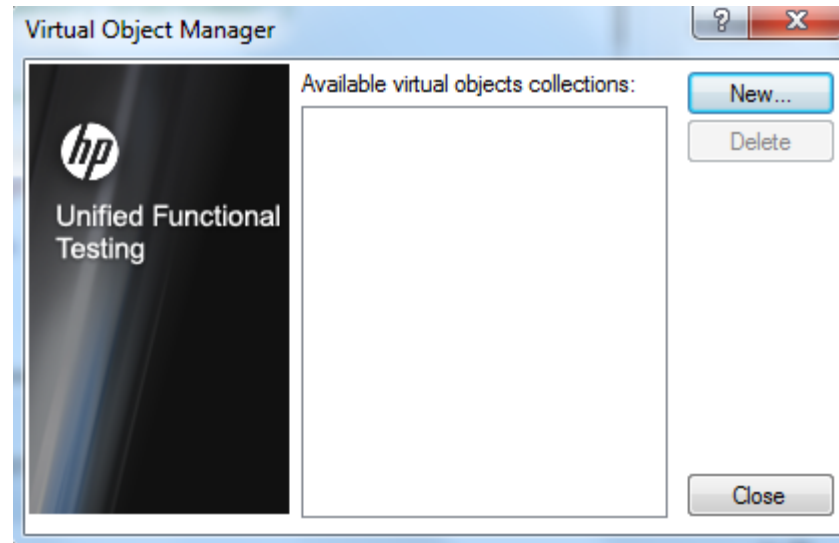 Virtual Object Manager
?
X
Available virtual objects collections:
New...
Delete
hp
Unified Functional
Testing
Close